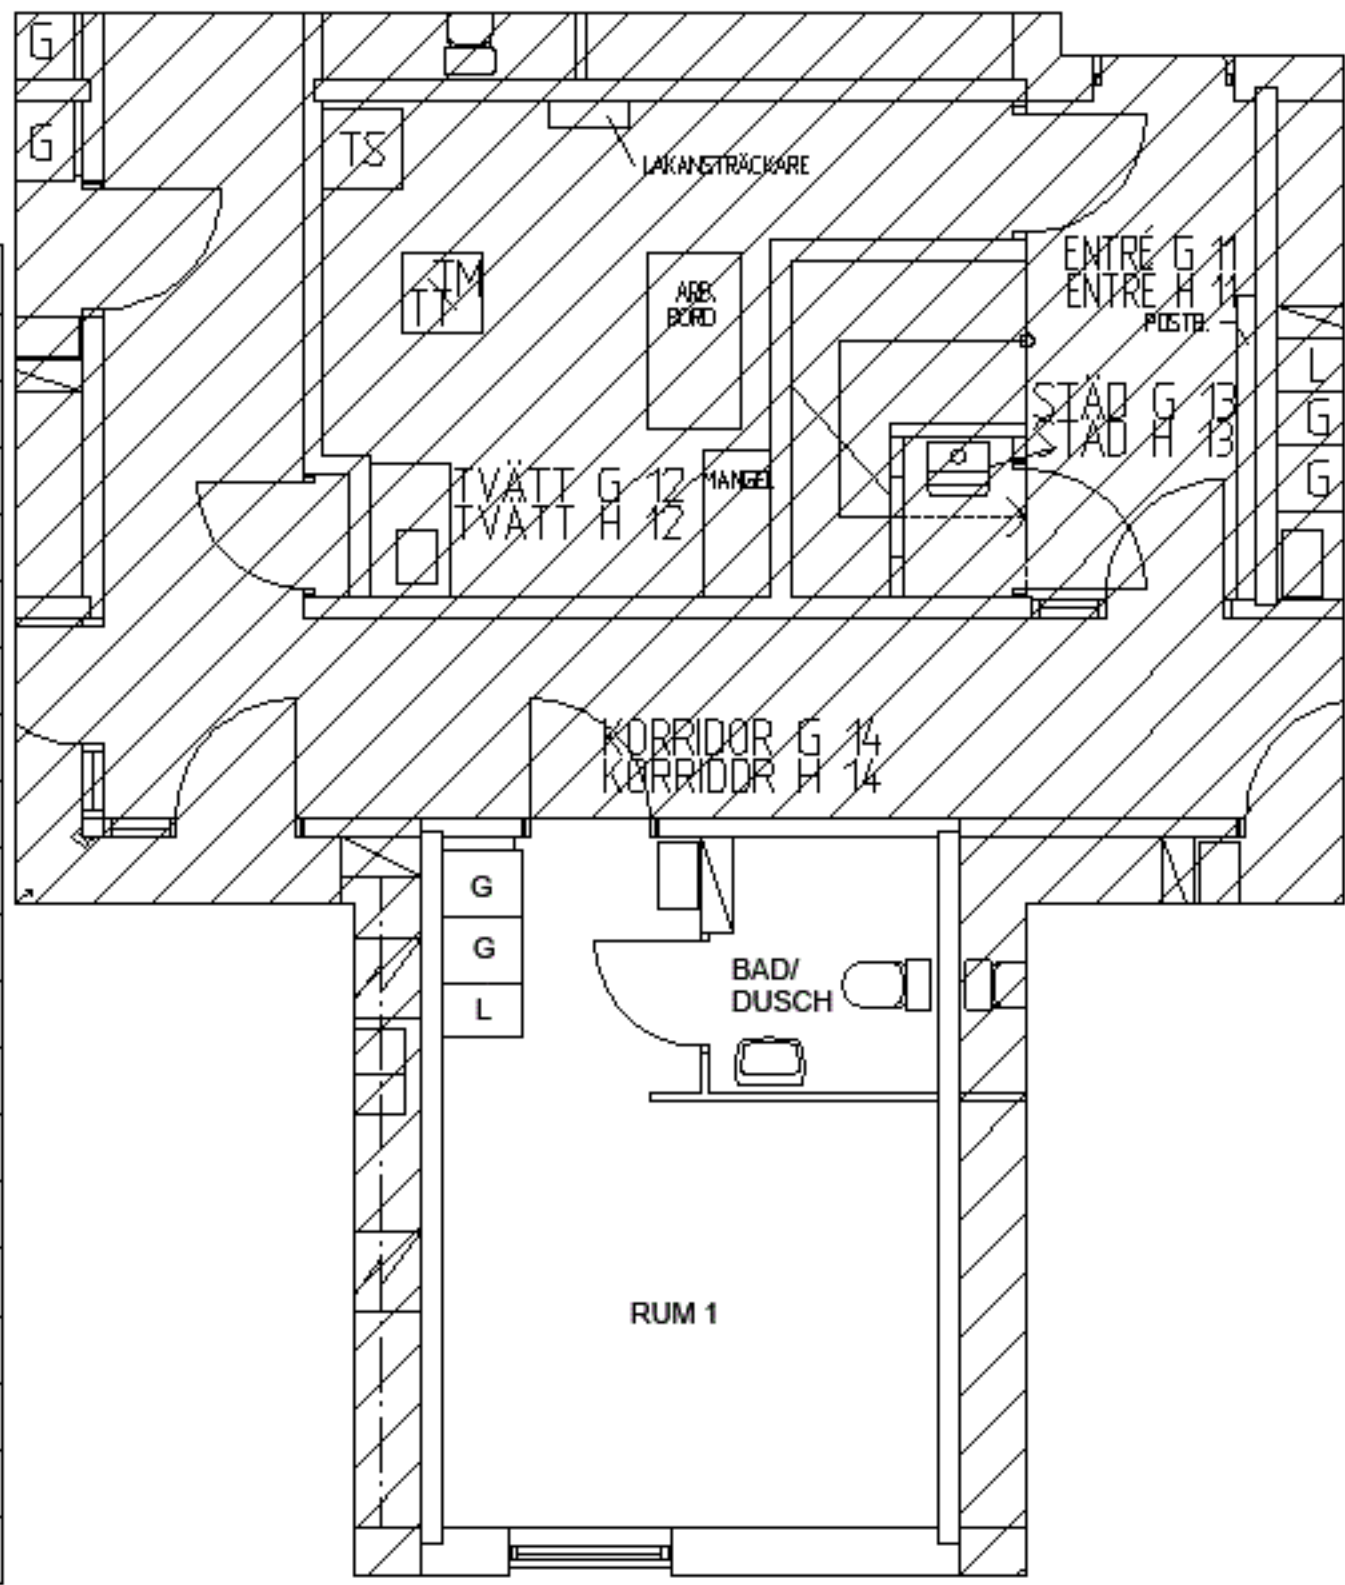 G
G
TS
LAKANSTRÄCKARE
TM
TT
ARB.
BORD
ENTRÉ G 11
ENTRE H 11
POSTB.
L
G
G
STÄD G 13
STÄD H 13
TVÄTT G 12
TVÄTT H 12
MANGEL
KORRIDOR G 14
KORRIDOR H 14
G
G
L
BAD/
DUSCH
RUM 1